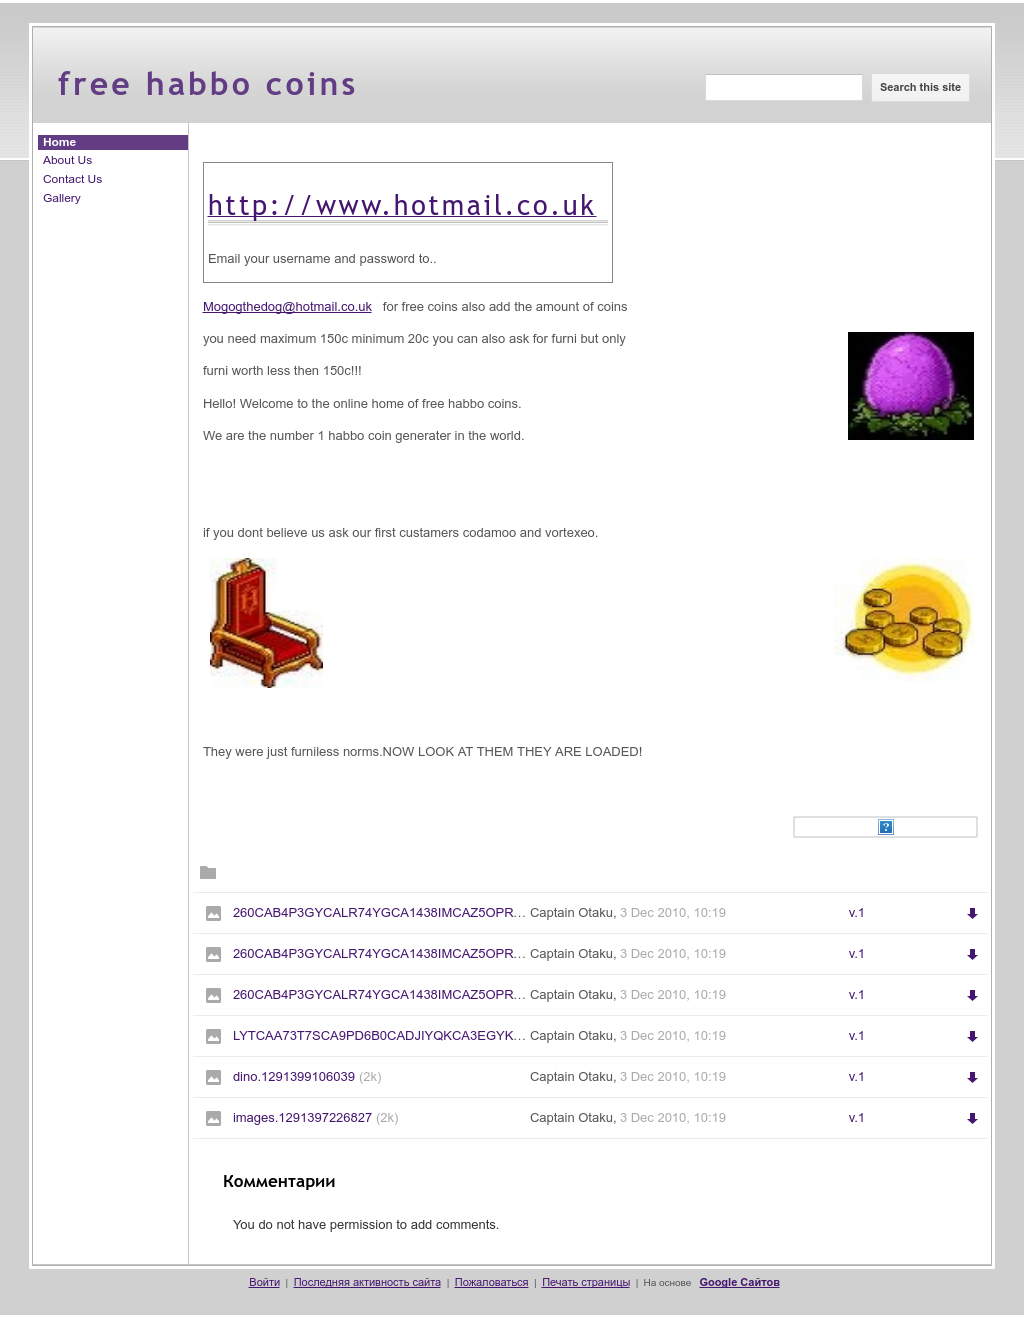 free habbo coins
Search this site
Home
About Us
Contact Us
Gallery
http://www.hotmail.co.uk
Email your username and password to..
Mogogthedog@hotmail.co.uk   for free coins also add the amount of coins
you need maximum 150c minimum 20c you can also ask for furni but only
furni worth less then 150c!!!
Hello! Welcome to the online home of free habbo coins.
We are the number 1 habbo coin generater in the world.
if you dont believe us ask our first custamers codamoo and vortexeo.
They were just furniless norms.NOW LOOK AT THEM THEY ARE LOADED!
260CAB4P3GYCALR74YGCA1438IMCAZ5OPR… Captain Otaku, 3 Dec 2010, 10:19 v.1
260CAB4P3GYCALR74YGCA1438IMCAZ5OPR… Captain Otaku, 3 Dec 2010, 10:19 v.1
260CAB4P3GYCALR74YGCA1438IMCAZ5OPR… Captain Otaku, 3 Dec 2010, 10:19 v.1
LYTCAA73T7SCA9PD6B0CADJIYQKCA3EGYK… Captain Otaku, 3 Dec 2010, 10:19 v.1
dino.1291399106039 (2k) Captain Otaku, 3 Dec 2010, 10:19 v.1
images.1291397226827 (2k) Captain Otaku, 3 Dec 2010, 10:19 v.1
Комментарии
You do not have permission to add comments.
Войти | Последняя активность сайта | Пожаловаться | Печать страницы | На основе Google Сайтов